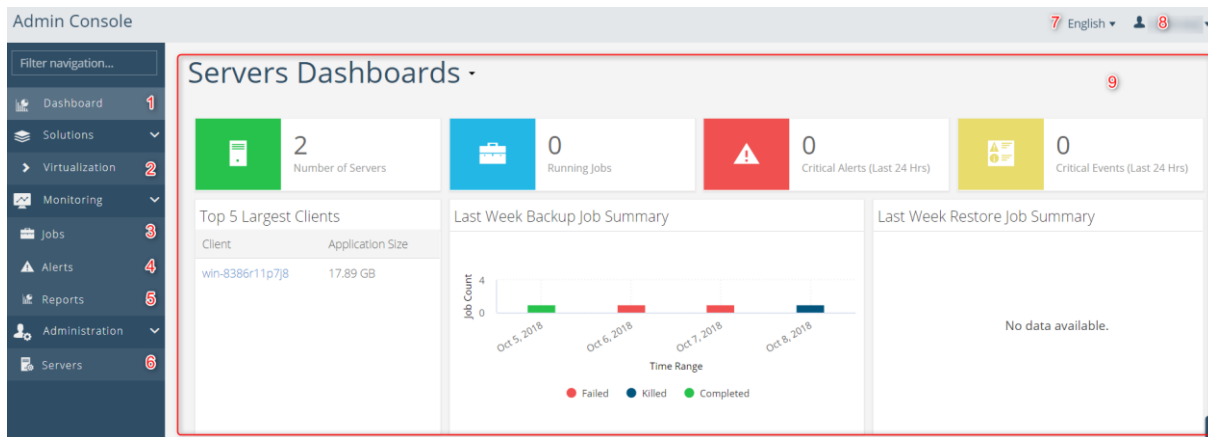 Admin Console
7 English 8
Filter navigation...
Dashboard 1
Solutions
Virtualization 2
Monitoring
Jobs 3
Alerts 4
Reports 5
Administration
Servers 6
Servers Dashboards
9
2
Number of Servers
0
Running Jobs
0
Critical Alerts (Last 24 Hrs)
0
Critical Events (Last 24 Hrs)
Top 5 Largest Clients
Client Application Size
win-8386r11p7j8 17.89 GB
Last Week Backup Job Summary
Job Count
4
0
Oct 5, 2018 Oct 6, 2018 Oct 7, 2018 Oct 8, 2018
Time Range
Failed Killed Completed
Last Week Restore Job Summary
No data available.